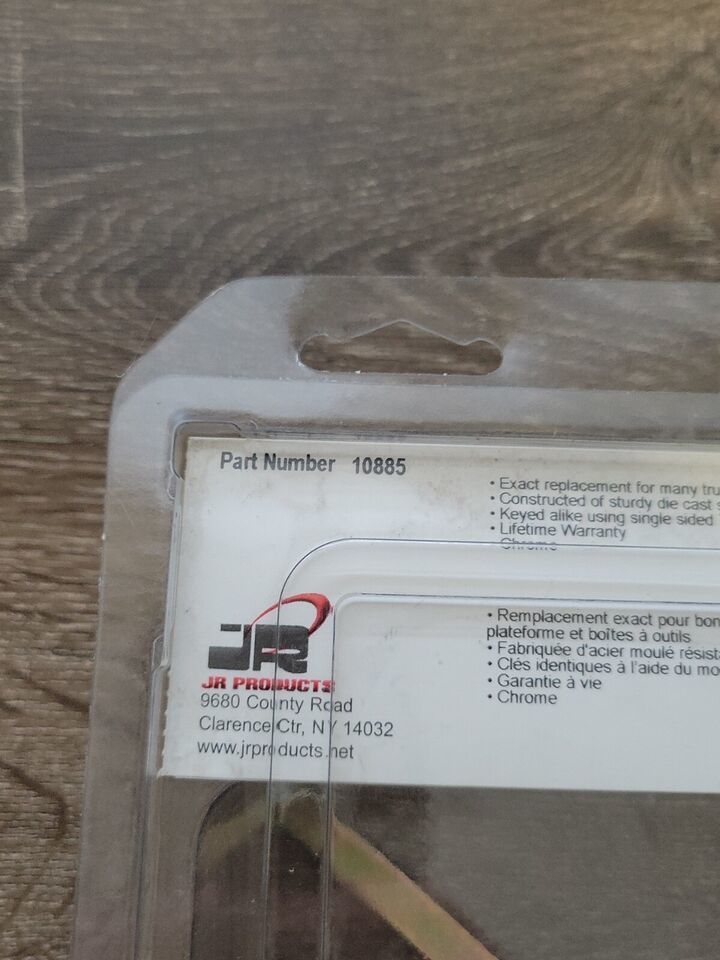 Part Number 10885
• Exact replacement for many
• Constructed of sturdy die cast
• Keyed alike using single sided
• Lifetime Warranty
• Chrome
JR
JR PRODUCTS
9680 County Road
Clarence Ctr, NY 14032
www.jrproducts.net
• Remplacement exact pour
plateforme et boîtes à outils
• Fabriquée d'acier moulé
• Clés identiques à l'aide du
• Garantie à vie
• Chrome